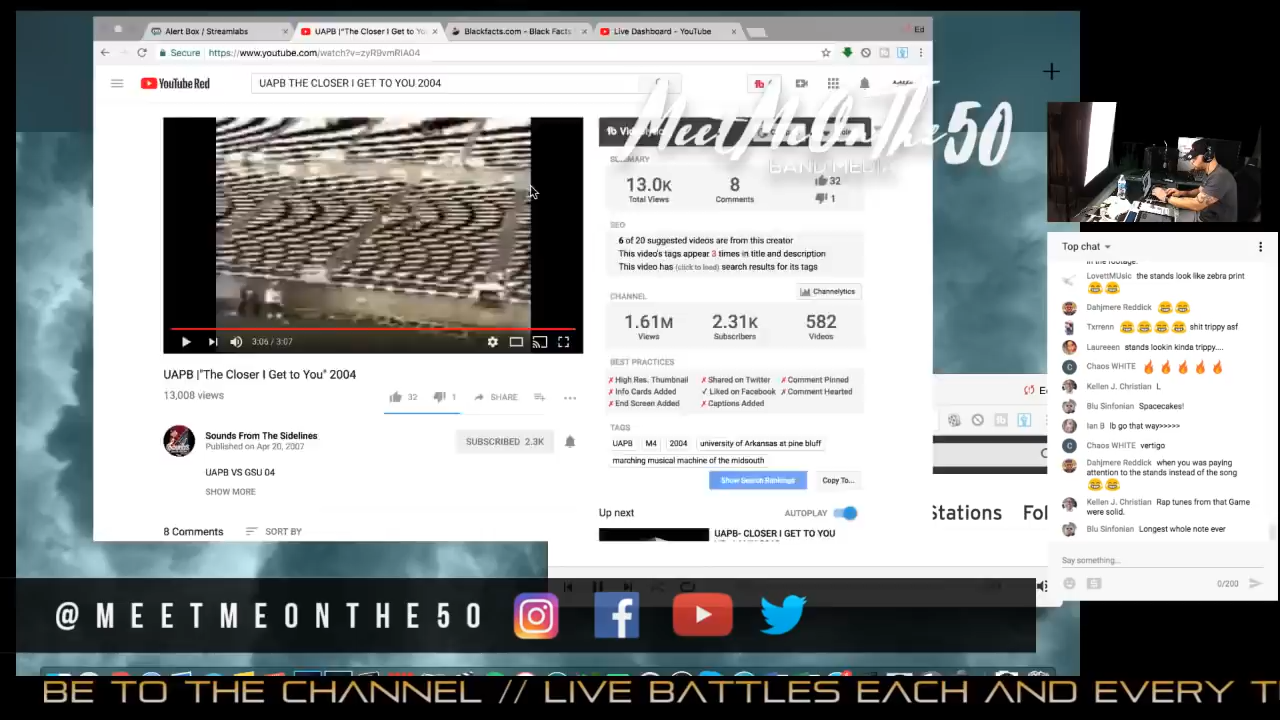 Alert Box / Streamlabs
UAPB |"The Closer I Get to Yo
Blackfacts.com - Black Facts
Live Dashboard - YouTube
Ed
Secure
https://www.youtube.com/watch?v=zyR9vmRIA04
YouTube Red
UAPB THE CLOSER I GET TO YOU 2004
MeetMeOnThe50
BAND MEDIA
SUMMARY
13.0K 8 32
Total Views Comments 1
SEO
6 of 20 suggested videos are from this creator
This video's tags appear 3 times in title and description
This video has (click to load) search results for its tags
CHANNEL
Channelytics
1.61M 2.31K 582
Views Subscribers Videos
BEST PRACTICES
✗ High Res. Thumbnail ✗ Shared on Twitter ✗ Comment Pinned
✗ Info Cards Added ✓ Liked on Facebook ✗ Comment Hearted
✗ End Screen Added ✗ Captions Added
TAGS
UAPB M4 2004 university of Arkansas at pine bluff
marching musical machine of the midsouth
Show Search Rankings Copy To...
Up next AUTOPLAY
UAPB- CLOSER I GET TO YOU
3:06 / 3:07
UAPB |"The Closer I Get to You" 2004
13,008 views
32 1 SHARE
Sounds From The Sidelines
Published on Apr 20, 2007
SUBSCRIBED 2.3K
UAPB VS GSU 04
SHOW MORE
8 Comments SORT BY
Stations Fol
Top chat
in the footage.
LovettMUsic the stands look like zebra print
😂😂
Dahjmere Reddick 😂😂
Txrrenn 😂😂😂😂 shit trippy asf
Laureeen stands lookin kinda trippy....
Chaos WHITE 🔥🔥🔥🔥🔥
Kellen J. Christian L
Blu Sinfonian Spacecakes!
Ian B lb go that way>>>>>
Chaos WHITE vertigo
Dahjmere Reddick when you was paying
attention to the stands instead of the song
😂😂
Kellen J. Christian Rap tunes from that Game
were solid.
Blu Sinfonian Longest whole note ever
Say something...
0/200
@MEETMEONTHE50
BE TO THE CHANNEL // LIVE BATTLES EACH AND EVERY T